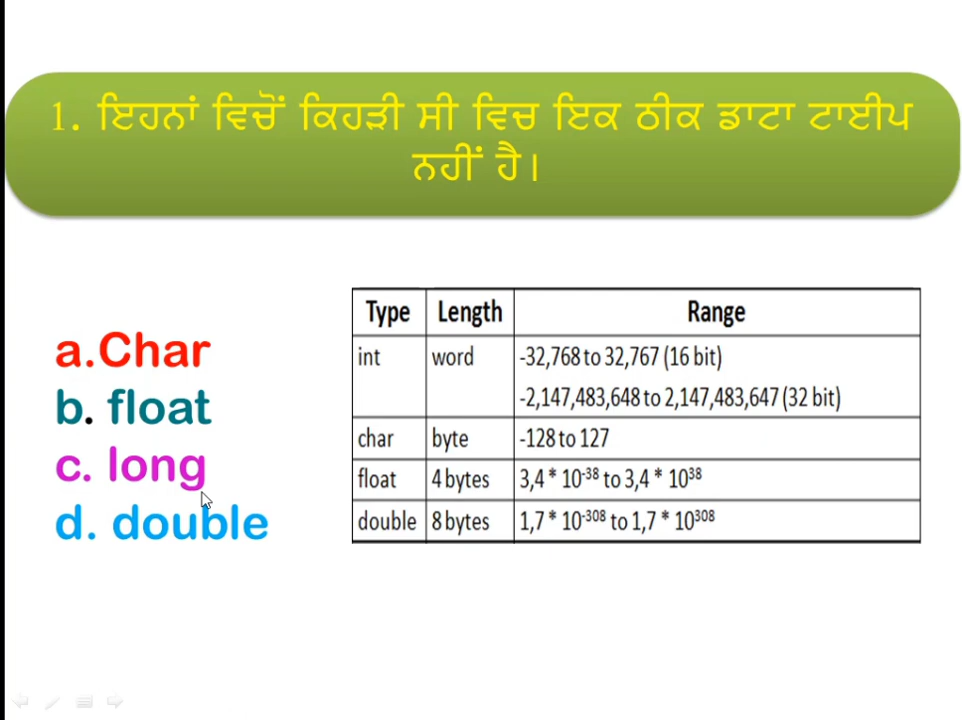 1. ਇਹਨਾਂ ਵਿਚੋਂ ਕਿਹੜੀ ਸੀ ਵਿਚ ਇਕ ਠੀਕ ਡਾਟਾ ਟਾਈਪ
ਨਹੀਂ ਹੈ।
a.Char
b. float
c. long
d. double
Type Length Range
int word -32,768 to 32,767 (16 bit)
-2,147,483,648 to 2,147,483,647 (32 bit)
char byte -128 to 127
float 4 bytes 3,4 * 10⁻³⁸ to 3,4 * 10³⁸
double 8 bytes 1,7 * 10⁻³⁰⁸ to 1,7 * 10³⁰⁸